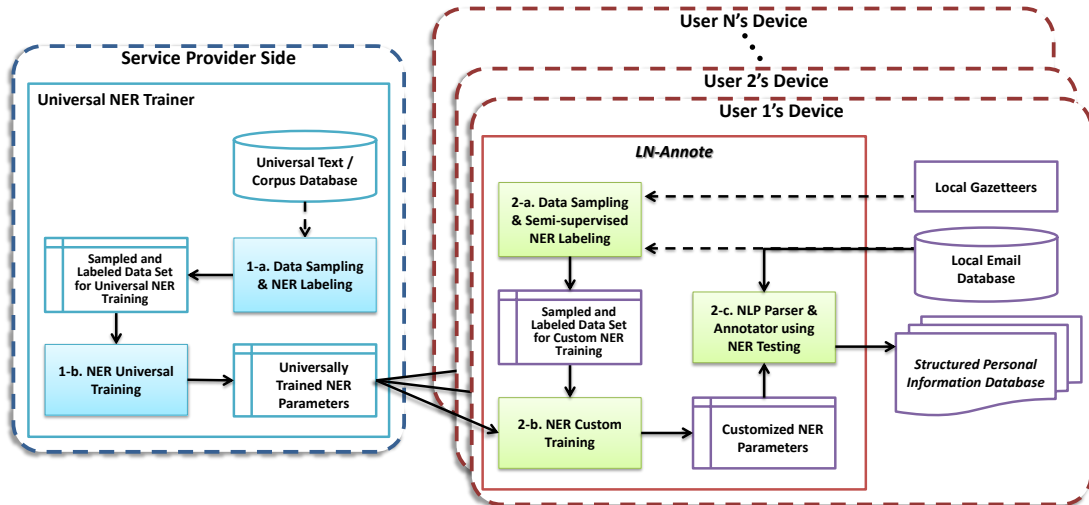 Service Provider Side
Universal NER Trainer
Universal Text /
Corpus Database
Sampled and
Labeled Data Set
for Universal NER
Training
1-a. Data Sampling
& NER Labeling
1-b. NER Universal
Training
Universally
Trained NER
Parameters
User N's Device
User 2's Device
User 1's Device
LN-Annote
2-a. Data Sampling
& Semi-supervised
NER Labeling
Local Gazetteers
Local Email
Database
Sampled and
Labeled Data Set
for Custom NER
Training
2-c. NLP Parser &
Annotator using
NER Testing
Structured Personal
Information Database
2-b. NER Custom
Training
Customized NER
Parameters